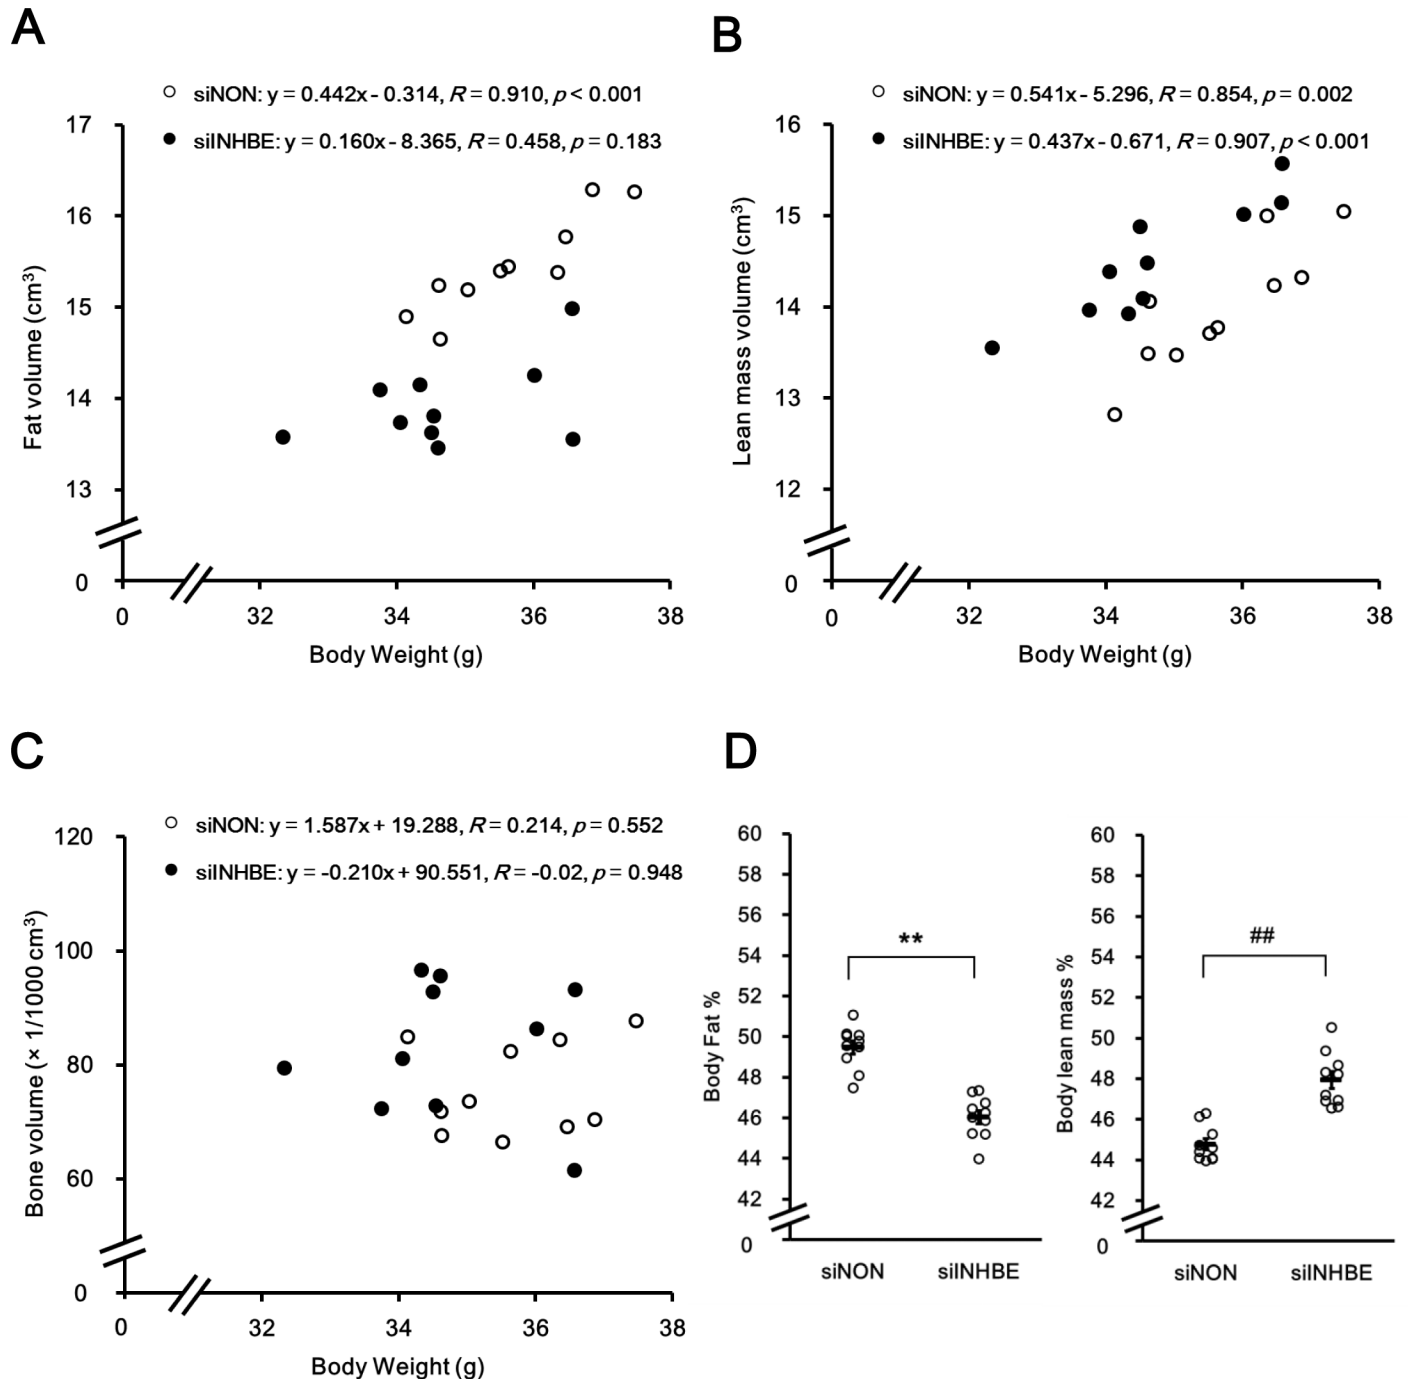 A
siNON: y = 0.442x - 0.314, R = 0.910, p < 0.001
siINHBE: y = 0.160x - 8.365, R = 0.458, p = 0.183
17
16
15
14
13
0
Fat volume (cm³)
0 32 34 36 38
Body Weight (g)
B
siNON: y = 0.541x - 5.296, R = 0.854, p = 0.002
siINHBE: y = 0.437x - 0.671, R = 0.907, p < 0.001
16
15
14
13
12
0
Lean mass volume (cm³)
0 32 34 36 38
Body Weight (g)
C
siNON: y = 1.587x + 19.288, R = 0.214, p = 0.552
siINHBE: y = -0.210x + 90.551, R = -0.02, p = 0.948
120
100
80
60
0
Bone volume (× 1/1000 cm³)
0 32 34 36 38
Body Weight (g)
D
60
58
56
54
52
50
48
46
44
42
0
Body Fat %
**
siNON siINHBE
60
58
56
54
52
50
48
46
44
42
0
Body lean mass %
##
siNON siINHBE